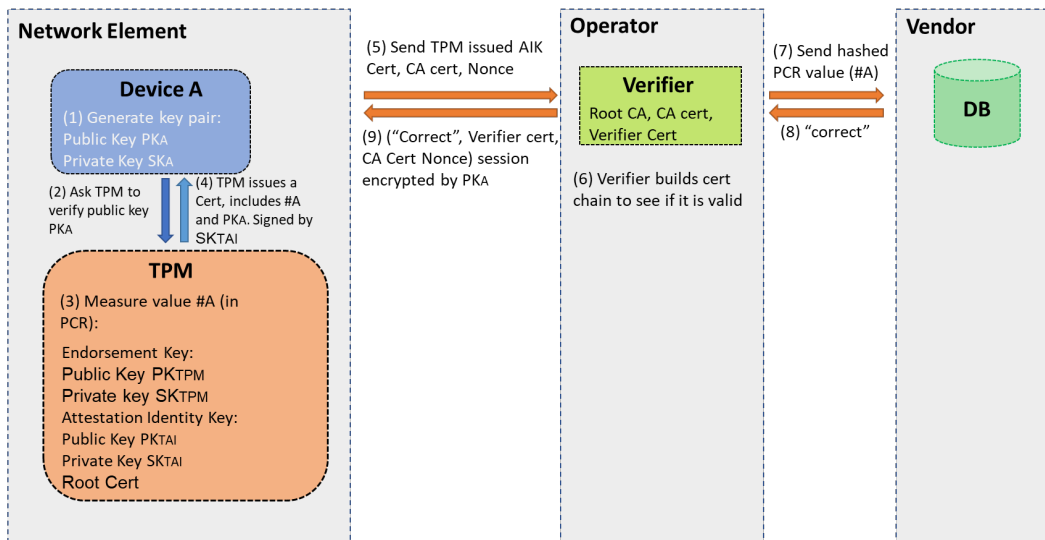 Network Element
Device A
(1) Generate key pair:
Public Key PKA
Private Key SKA
(2) Ask TPM to
verify public key
PKA
(4) TPM issues a
Cert, includes #A
and PKA. Signed by
SKTAI
TPM
(3) Measure value #A (in
PCR):
Endorsement Key:
Public Key PKTPM
Private key SKTPM
Attestation Identity Key:
Public Key PKTAI
Private Key SKTAI
Root Cert
(5) Send TPM issued AIK
Cert, CA cert, Nonce
(9) (“Correct”, Verifier cert,
CA Cert Nonce) session
encrypted by PKA
Operator
Verifier
Root CA, CA cert,
Verifier Cert
(6) Verifier builds cert
chain to see if it is valid
(7) Send hashed
PCR value (#A)
(8) “correct”
Vendor
DB